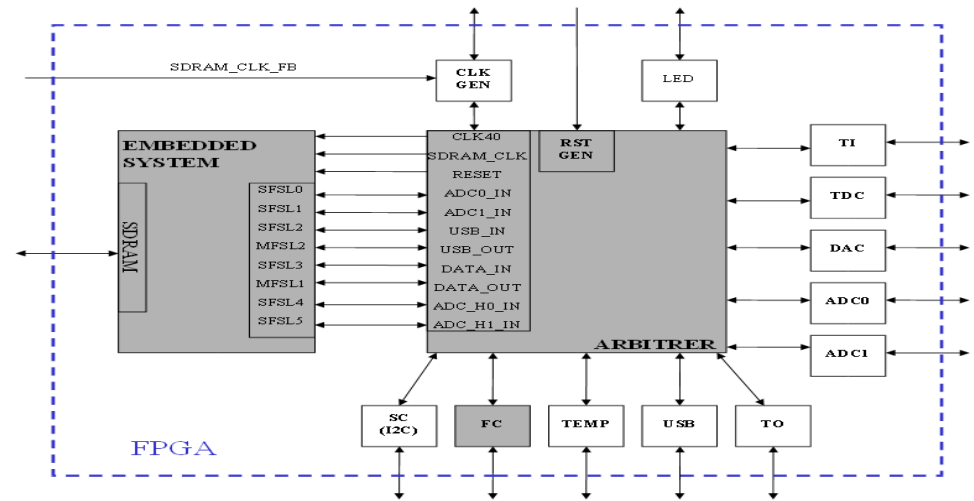 SDRAM_CLK_FB
CLK
GEN
LED
EMBEDDED
SYSTEM
SDRAM
SFSL0
SFSL1
SFSL2
MFSL2
SFSL3
MFSL1
SFSL4
SFSL5
CLK40
SDRAM_CLK
RESET
ADC0_IN
ADC1_IN
USB_IN
USB_OUT
DATA_IN
DATA_OUT
ADC_H0_IN
ADC_H1_IN
RST
GEN
ARBITRER
TI
TDC
DAC
ADC0
ADC1
SC
(I2C)
FC
TEMP
USB
TO
FPGA